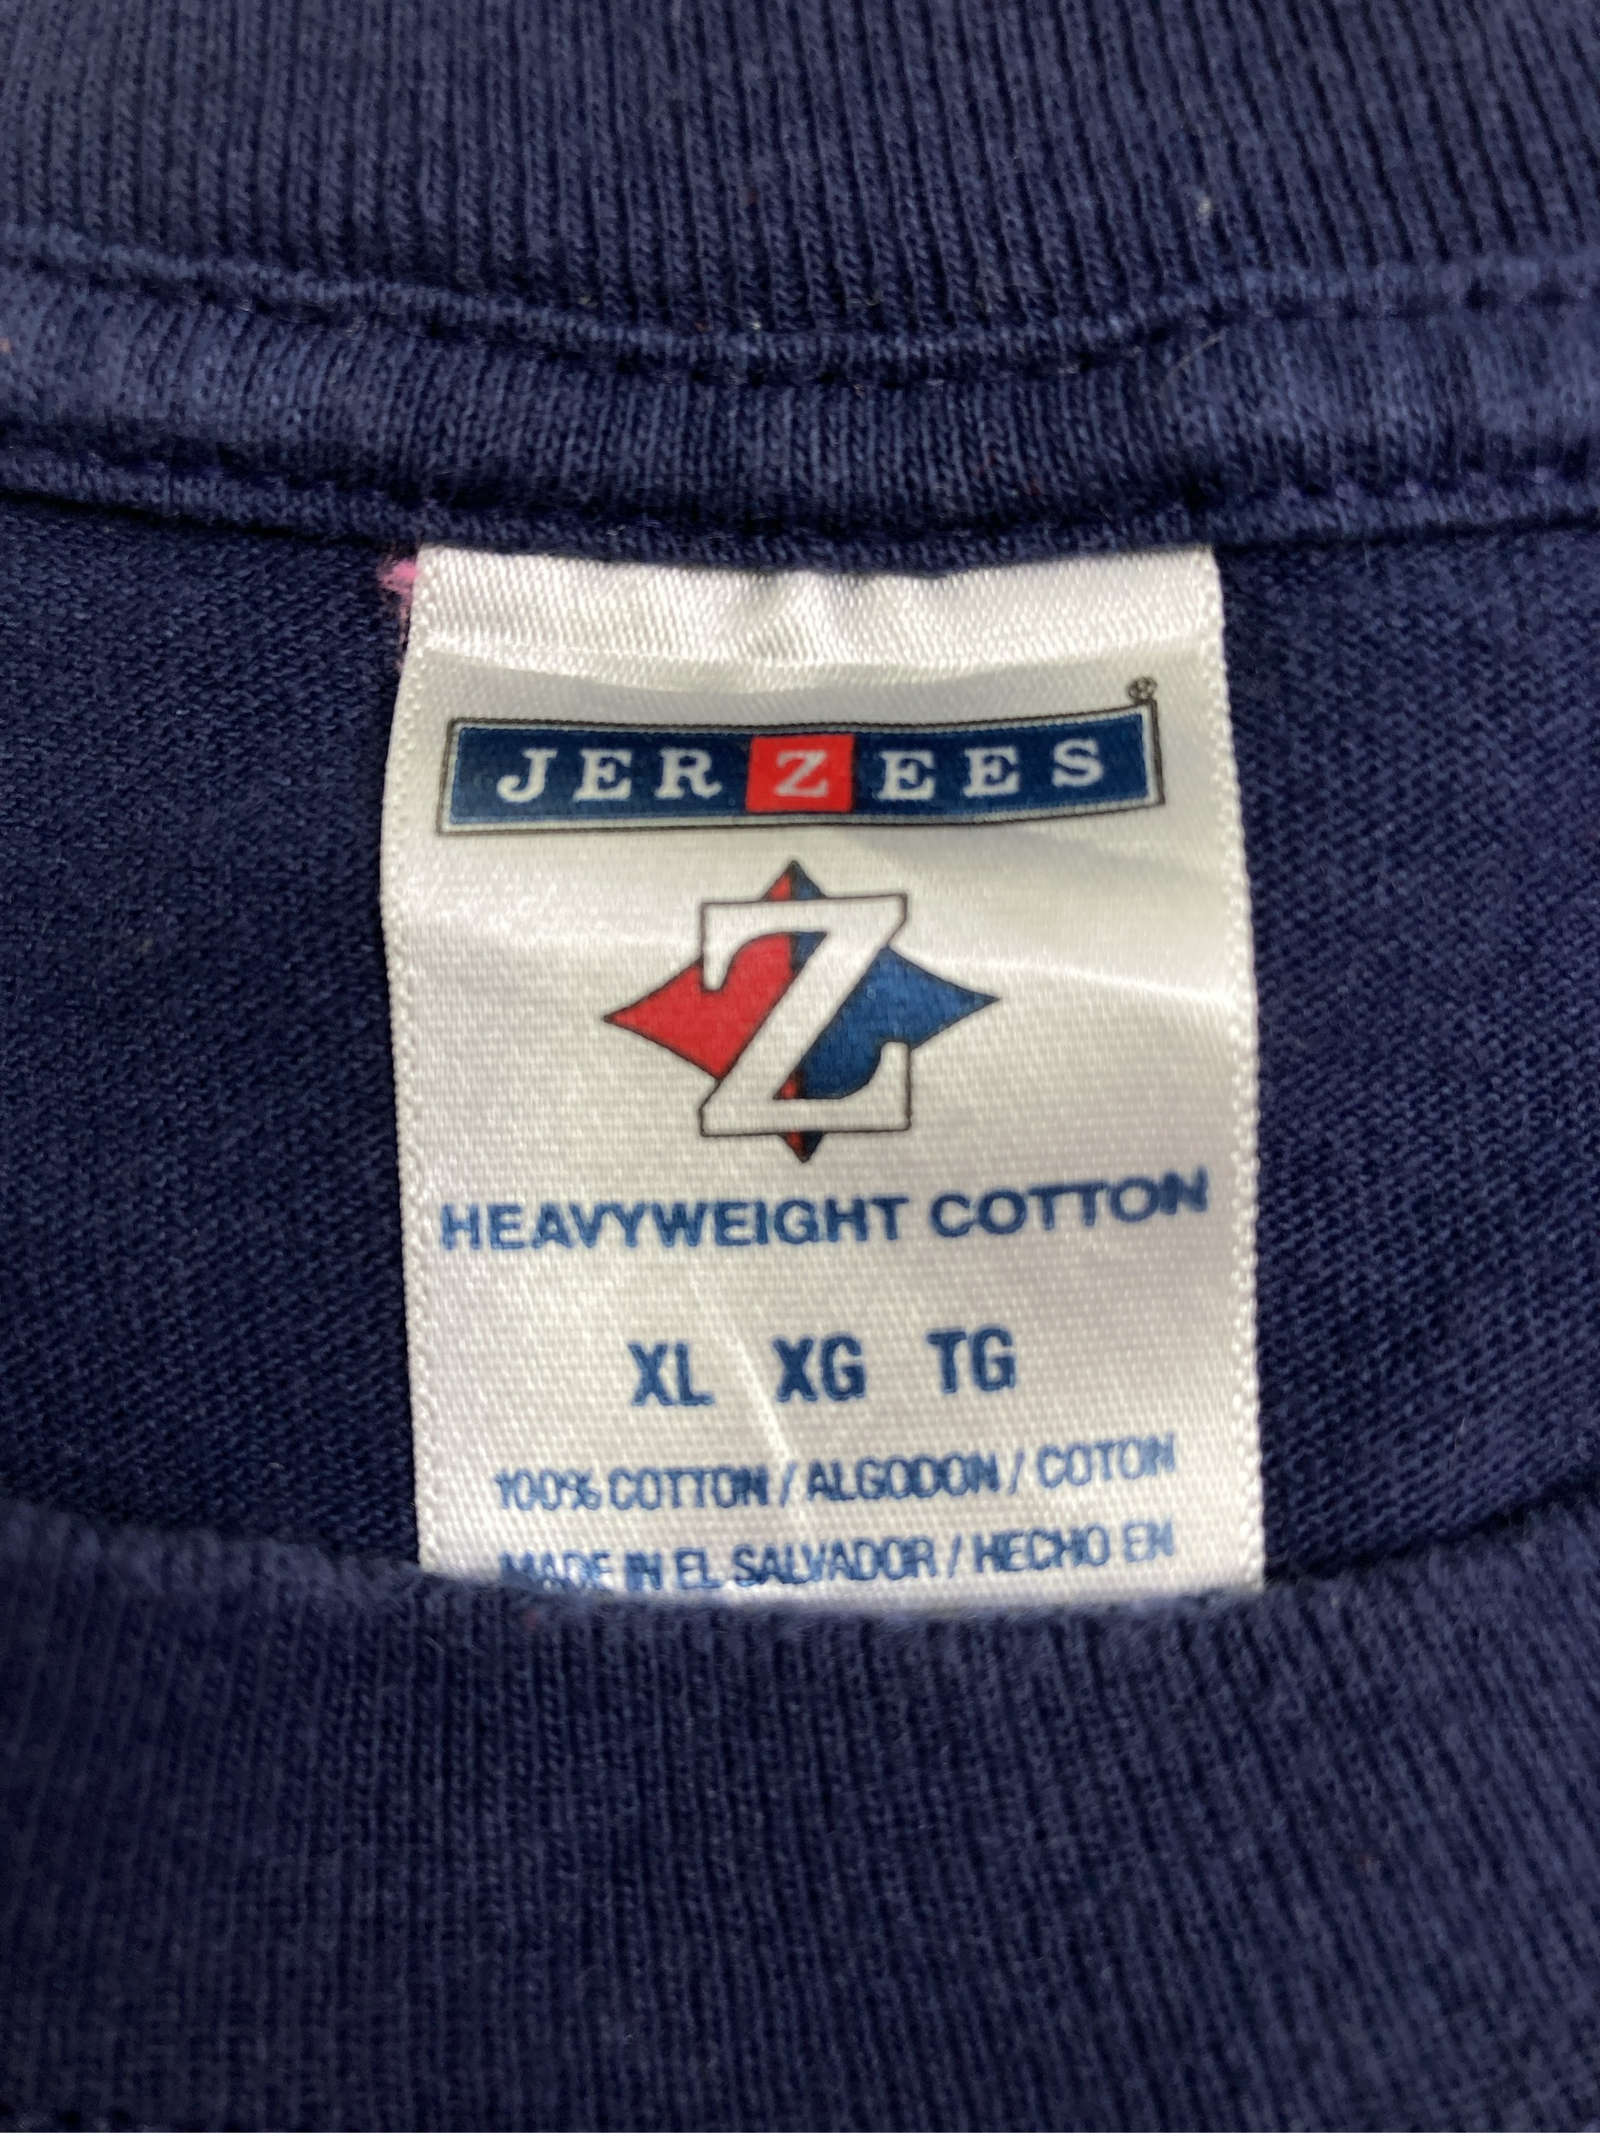 JERZEES®
Z
HEAVYWEIGHT COTTON
XL XG TG
100% COTTON / ALGODON / COTON
MADE IN EL SALVADOR / HECHO EN